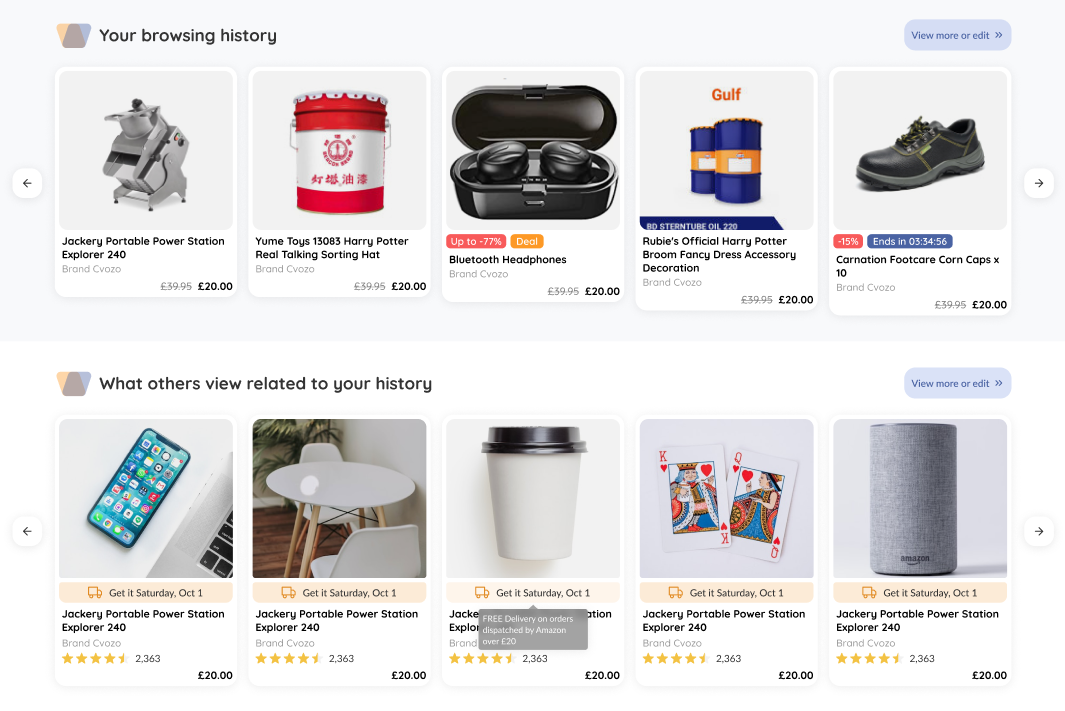 Your browsing history
View more or edit »
Gulf
灯塔油漆
BD STERNTUBE OIL 220
Up to -77%
Deal
-15%
Ends in 03:34:56
Jackery Portable Power Station
Explorer 240
Brand Cvozo
£39.95 £20.00
Yume Toys 13083 Harry Potter
Real Talking Sorting Hat
Brand Cvozo
£39.95 £20.00
Bluetooth Headphones
Brand Cvozo
£39.95 £20.00
Rubie's Official Harry Potter
Broom Fancy Dress Accessory
Decoration
Brand Cvozo
£39.95 £20.00
Carnation Footcare Corn Caps x
10
Brand Cvozo
£39.95 £20.00
What others view related to your history
View more or edit »
K
K
Q
Q
amazon
Get it Saturday, Oct 1
Jackery Portable Power Station
Explorer 240
Brand Cvozo
2,363
£20.00
Get it Saturday, Oct 1
Jackery Portable Power Station
Explorer 240
Brand Cvozo
2,363
£20.00
Get it Saturday, Oct 1
FREE Delivery on orders
dispatched by Amazon
over £20
2,363
£20.00
Get it Saturday, Oct 1
Jackery Portable Power Station
Explorer 240
Brand Cvozo
2,363
£20.00
Get it Saturday, Oct 1
Jackery Portable Power Station
Explorer 240
Brand Cvozo
2,363
£20.00